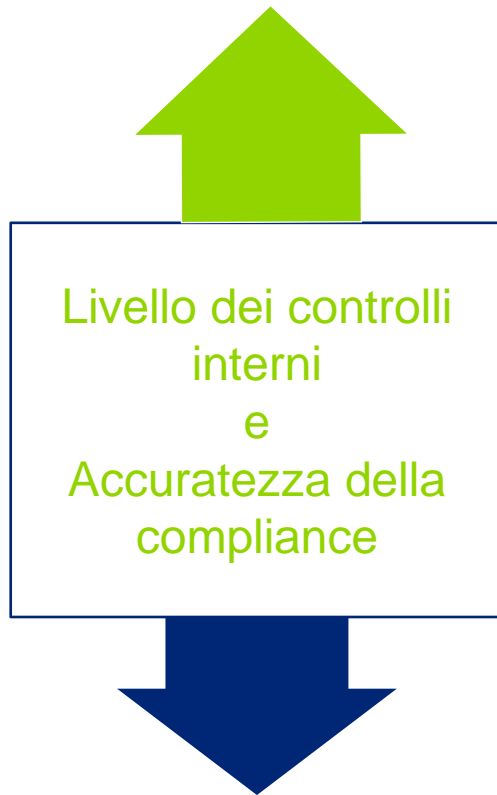 Livello dei controlli
interni
e
Accuratezza della
compliance